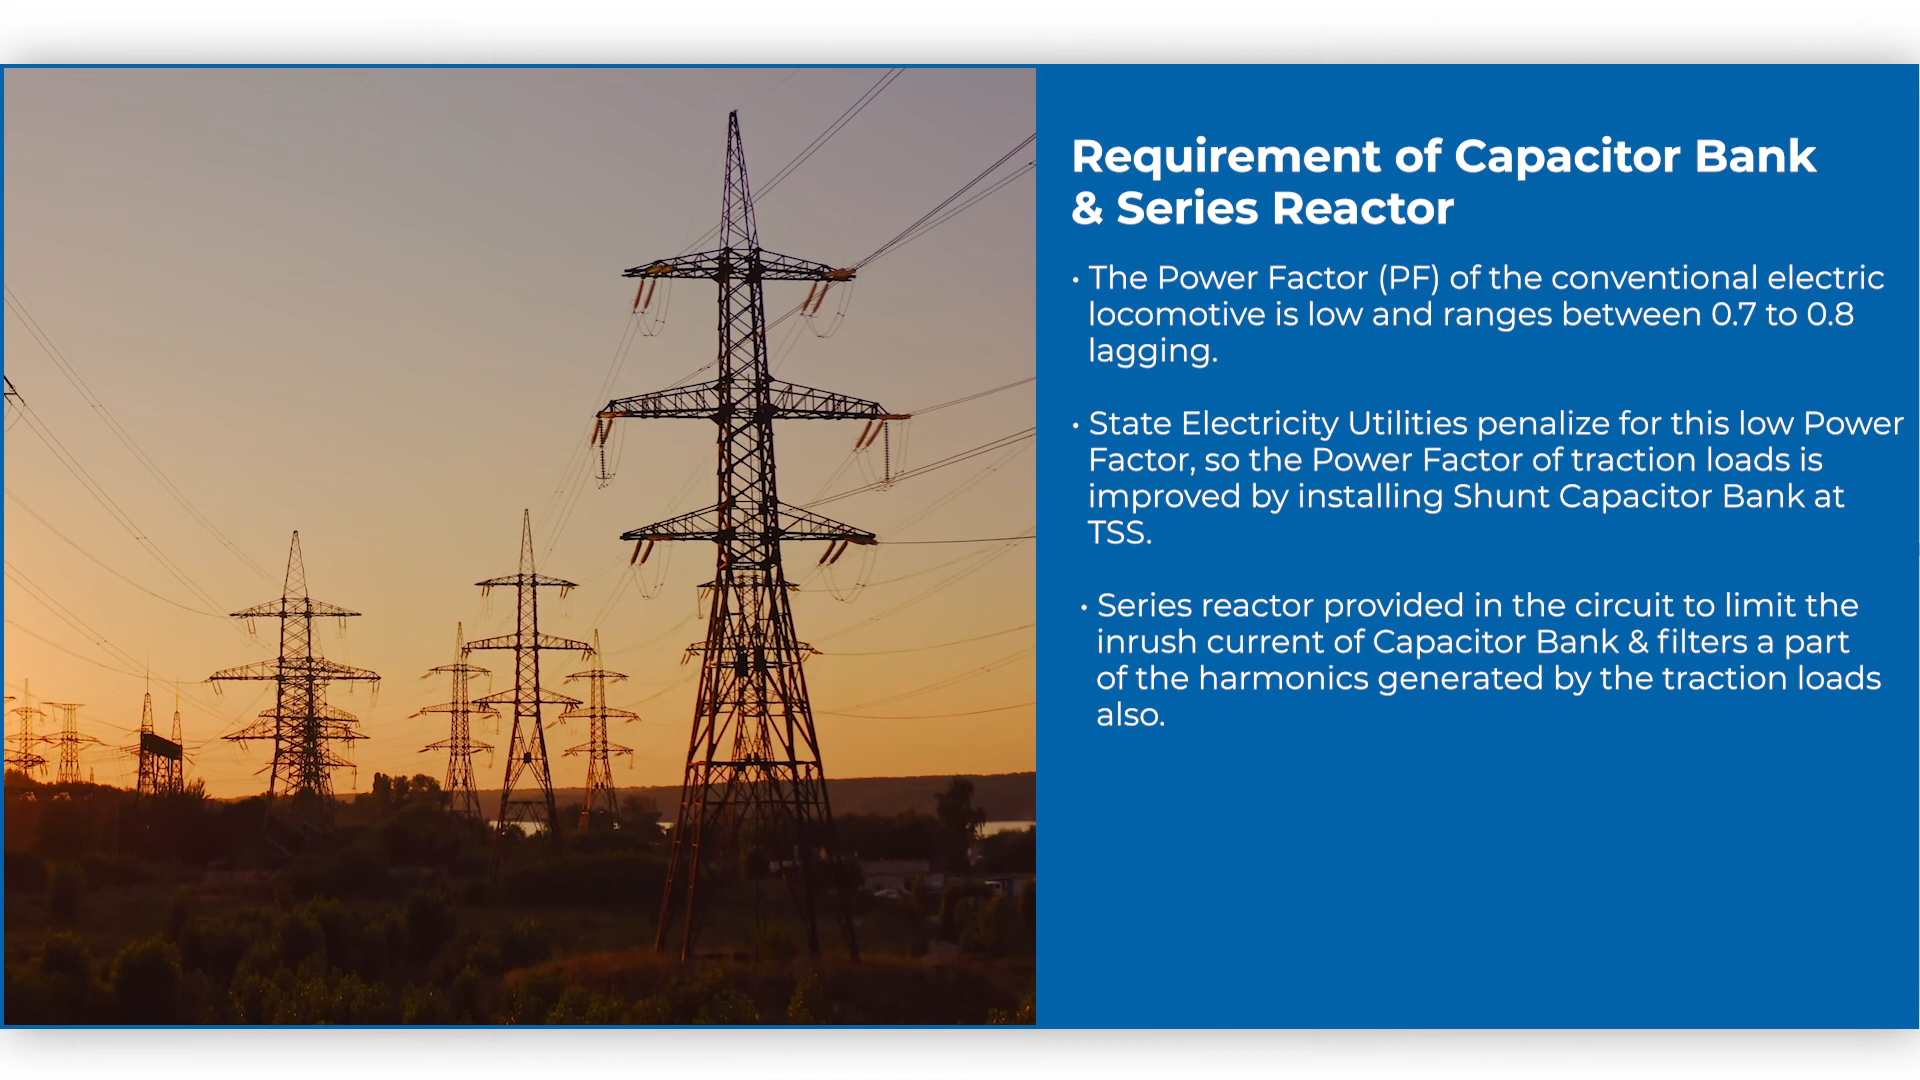 Requirement of Capacitor Bank
& Series Reactor
• The Power Factor (PF) of the conventional electric
locomotive is low and ranges between 0.7 to 0.8
lagging.
• State Electricity Utilities penalize for this low Power
Factor, so the Power Factor of traction loads is
improved by installing Shunt Capacitor Bank at
TSS.
• Series reactor provided in the circuit to limit the
inrush current of Capacitor Bank & filters a part
of the harmonics generated by the traction loads
also.